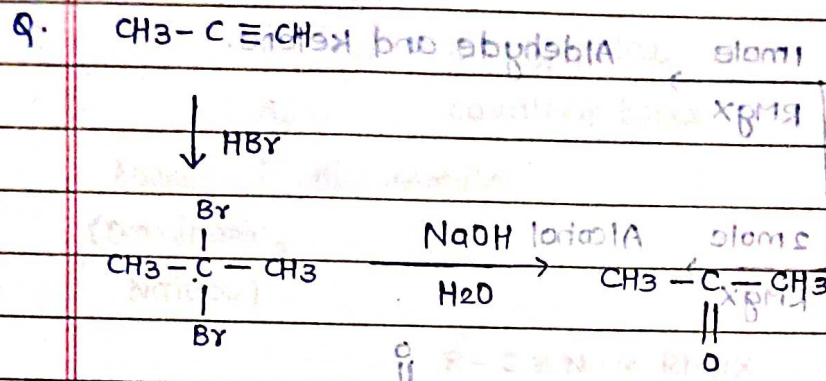 Q. CH3 - C ≡ CH
HBr
Br
CH3 - C - CH3
Br
NaOH
H2O
CH3 - C - CH3
O